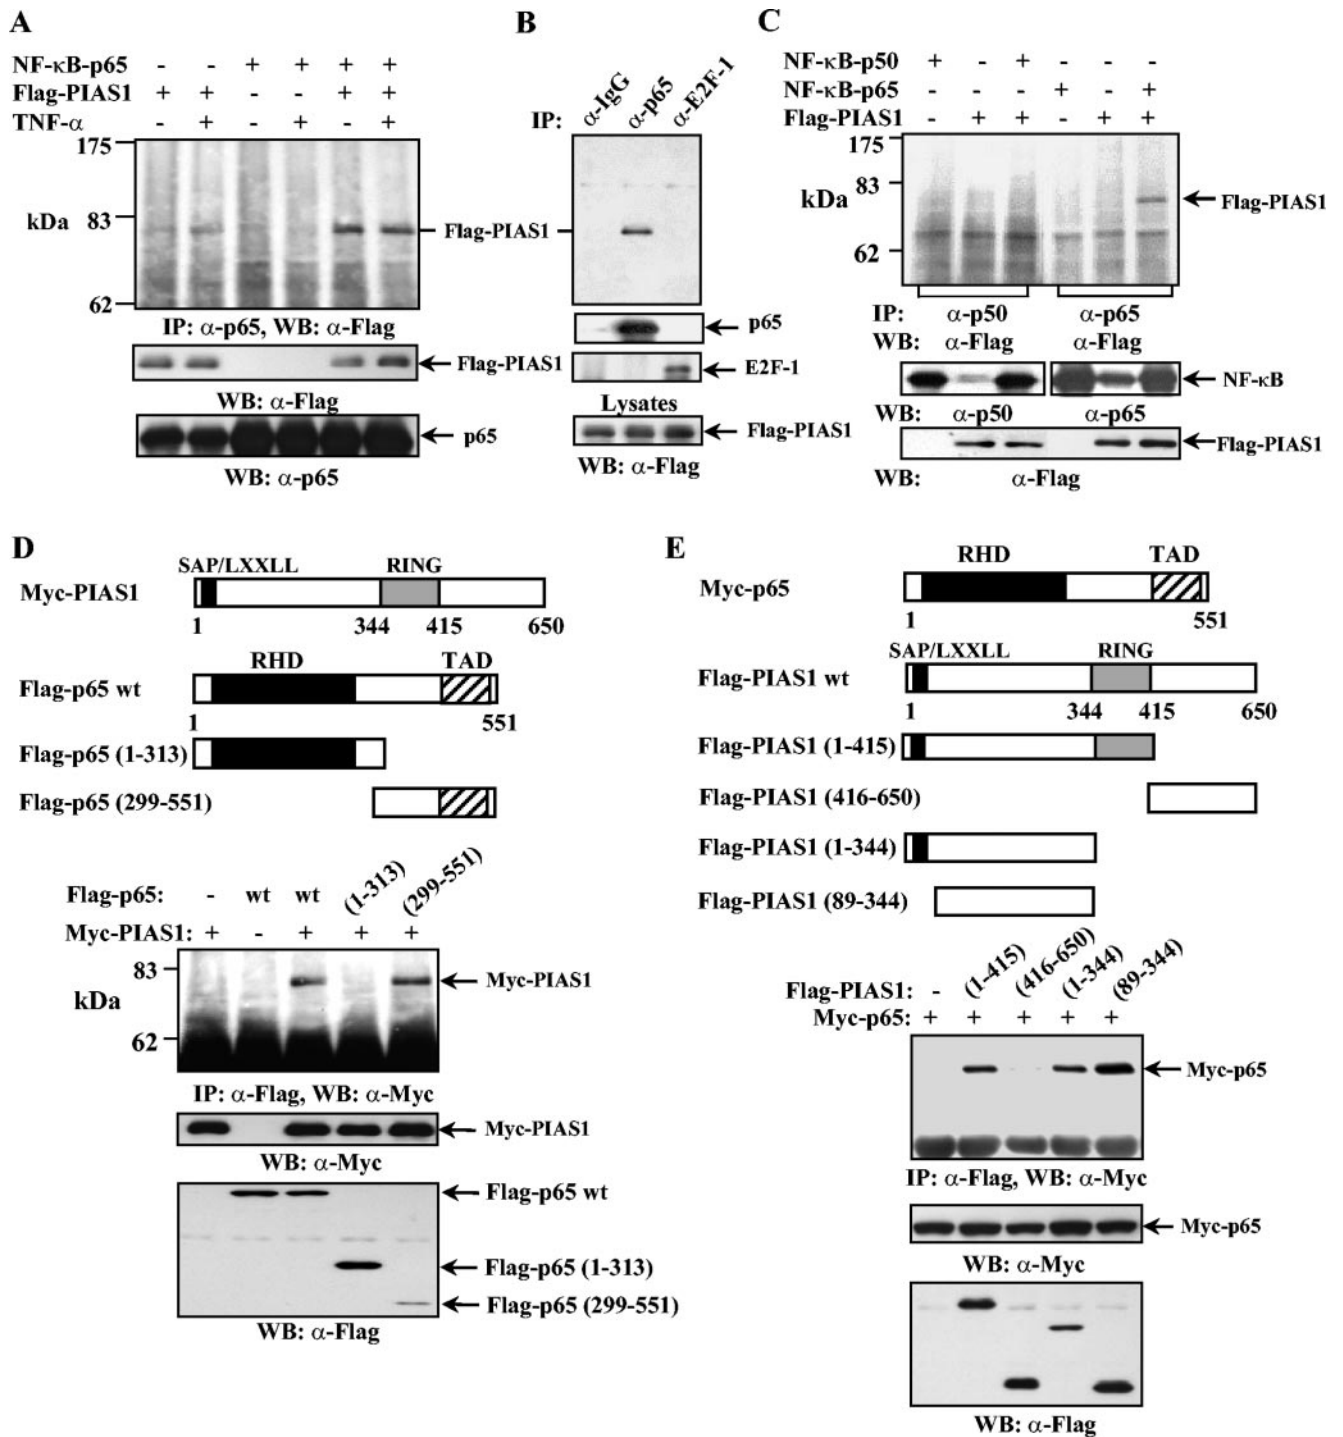 A
NF-κB-p65 - - + + + +
Flag-PIAS1 + + - - + +
TNF-α - + - + - +
175
kDa 83
62
Flag-PIAS1
IP: α-p65, WB: α-Flag
Flag-PIAS1
WB: α-Flag
p65
WB: α-p65
B
IP: α-IgG α-p65 α-E2F-1
p65
E2F-1
Lysates
Flag-PIAS1
WB: α-Flag
C
NF-κB-p50 + - + - - -
NF-κB-p65 - - - + - +
Flag-PIAS1 - + + - + +
175
83
kDa
62
Flag-PIAS1
IP: α-p50 α-p65
WB: α-Flag α-Flag
NF-κB
WB: α-p50 α-p65
Flag-PIAS1
WB: α-Flag
D
SAP/LXXLL RING
Myc-PIAS1
1 344 415 650
RHD TAD
Flag-p65 wt
1 551
Flag-p65 (1-313)
Flag-p65 (299-551)
Flag-p65: - wt wt (1-313) (299-551)
Myc-PIAS1: + - + + +
83
kDa
62
Myc-PIAS1
IP: α-Flag, WB: α-Myc
Myc-PIAS1
WB: α-Myc
Flag-p65 wt
Flag-p65 (1-313)
Flag-p65 (299-551)
WB: α-Flag
E
RHD TAD
Myc-p65
1 551
SAP/LXXLL RING
Flag-PIAS1 wt
1 344 415 650
Flag-PIAS1 (1-415)
Flag-PIAS1 (416-650)
Flag-PIAS1 (1-344)
Flag-PIAS1 (89-344)
Flag-PIAS1: - (1-415) (416-650) (1-344) (89-344)
Myc-p65: + + + + +
Myc-p65
IP: α-Flag, WB: α-Myc
Myc-p65
WB: α-Myc
WB: α-Flag